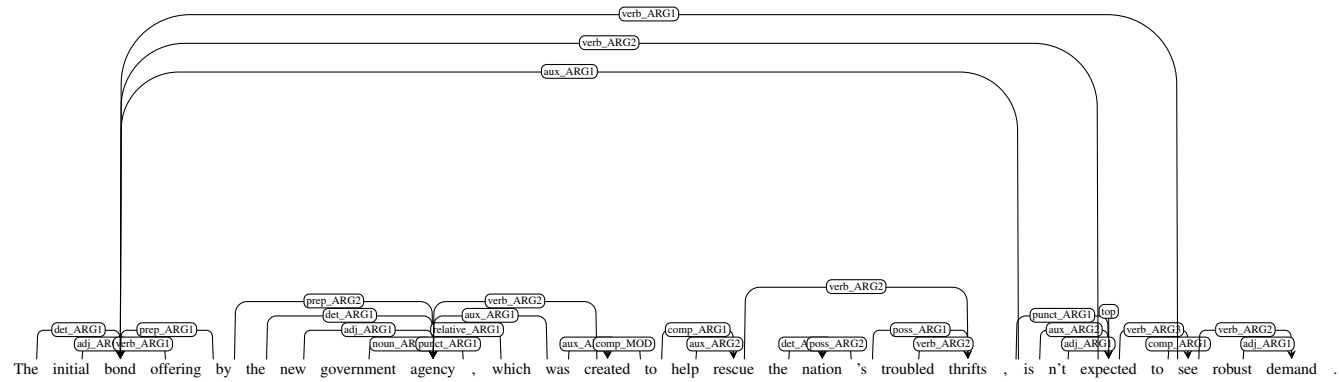 verb_ARG1
verb_ARG2
aux_ARG1
verb_ARG2
prep_ARG2 verb_ARG2
det_ARG1 aux_ARG1 punct_ARG1 top
det_ARG1 prep_ARG1 adj_ARG1 relative_ARG1 comp_ARG1 poss_ARG1 aux_ARG2 verb_ARG3 verb_ARG2
verb_ARG1 punct_ARG1 comp_MOD aux_ARG2 poss_ARG2 verb_ARG2 adj_ARG1 comp_ARG1 adj_ARG1
The initial bond offering by the new government agency , which was created to help rescue the nation 's troubled thrifts , is n't expected to see robust demand .